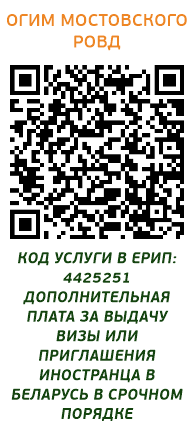 ОГИМ МОСТОВСКОГО
РОВД
КОД УСЛУГИ В ЕРИП:
4425251
ДОПОЛНИТЕЛЬНАЯ
ПЛАТА ЗА ВЫДАЧУ
ВИЗЫ ИЛИ
ПРИГЛАШЕНИЯ
ИНОСТРАНЦА В
БЕЛАРУСЬ В СРОЧНОМ
ПОРЯДКЕ